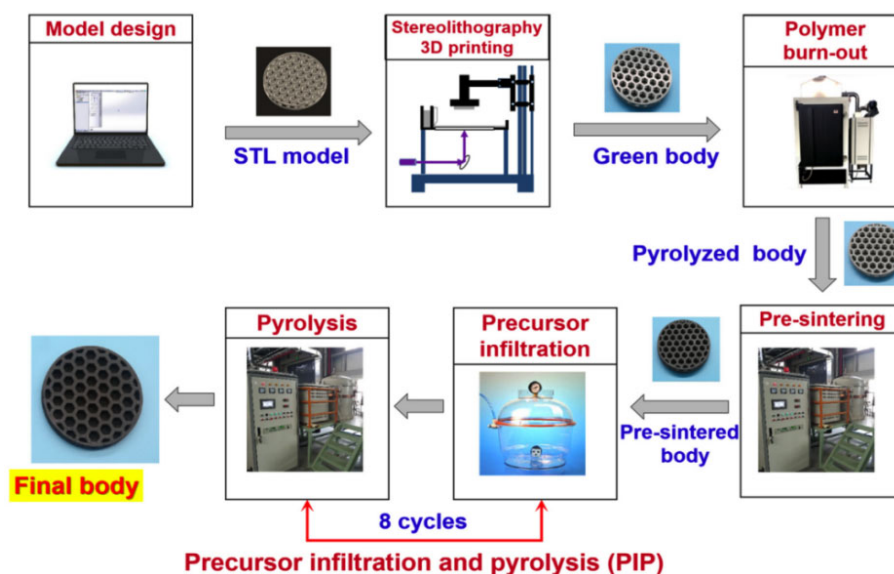 Model design
Stereolithography
3D printing
Polymer
burn-out
STL model
Green body
Pyrolyzed body
Pyrolysis
Precursor
infiltration
Pre-sintering
Pre-sintered
body
Final body
8 cycles
Precursor infiltration and pyrolysis (PIP)